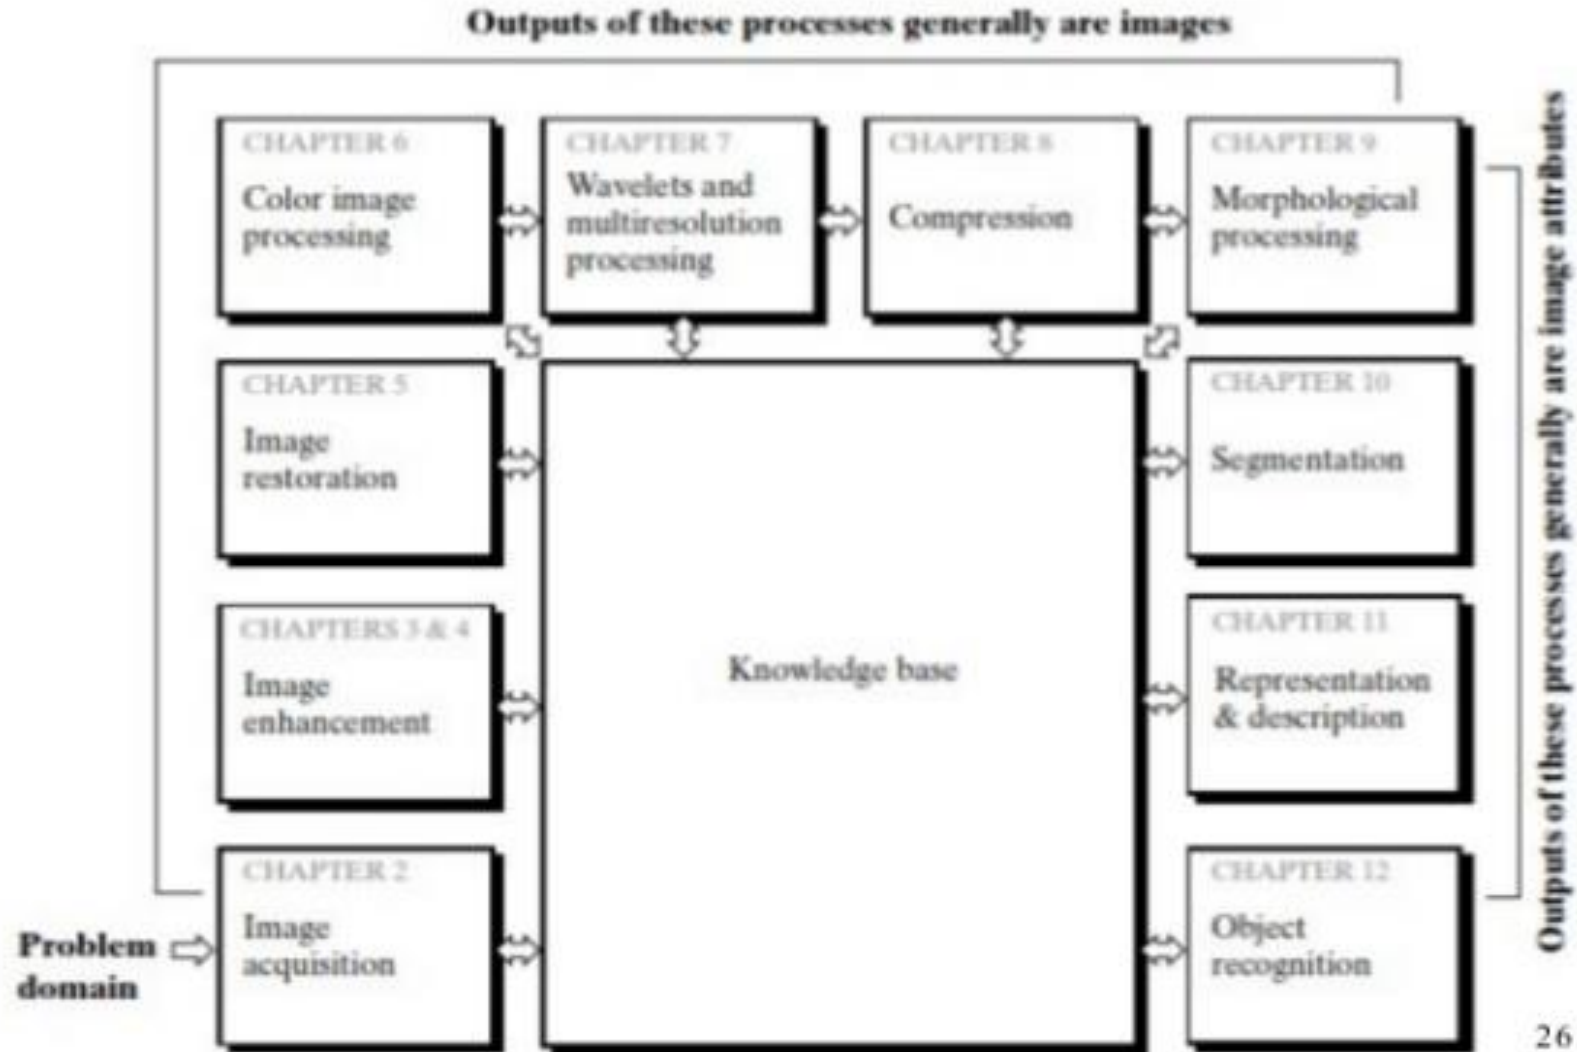 Outputs of these processes generally are images
CHAPTER 6
Color image
processing
CHAPTER 7
Wavelets and
multiresolution
processing
CHAPTER 8
Compression
CHAPTER 9
Morphological
processing
CHAPTER 5
Image
restoration
CHAPTER 10
Segmentation
CHAPTERS 3 & 4
Image
enhancement
Knowledge base
CHAPTER 11
Representation
& description
CHAPTER 2
Image
acquisition
CHAPTER 12
Object
recognition
Problem
domain
Outputs of these processes generally are image attributes
26